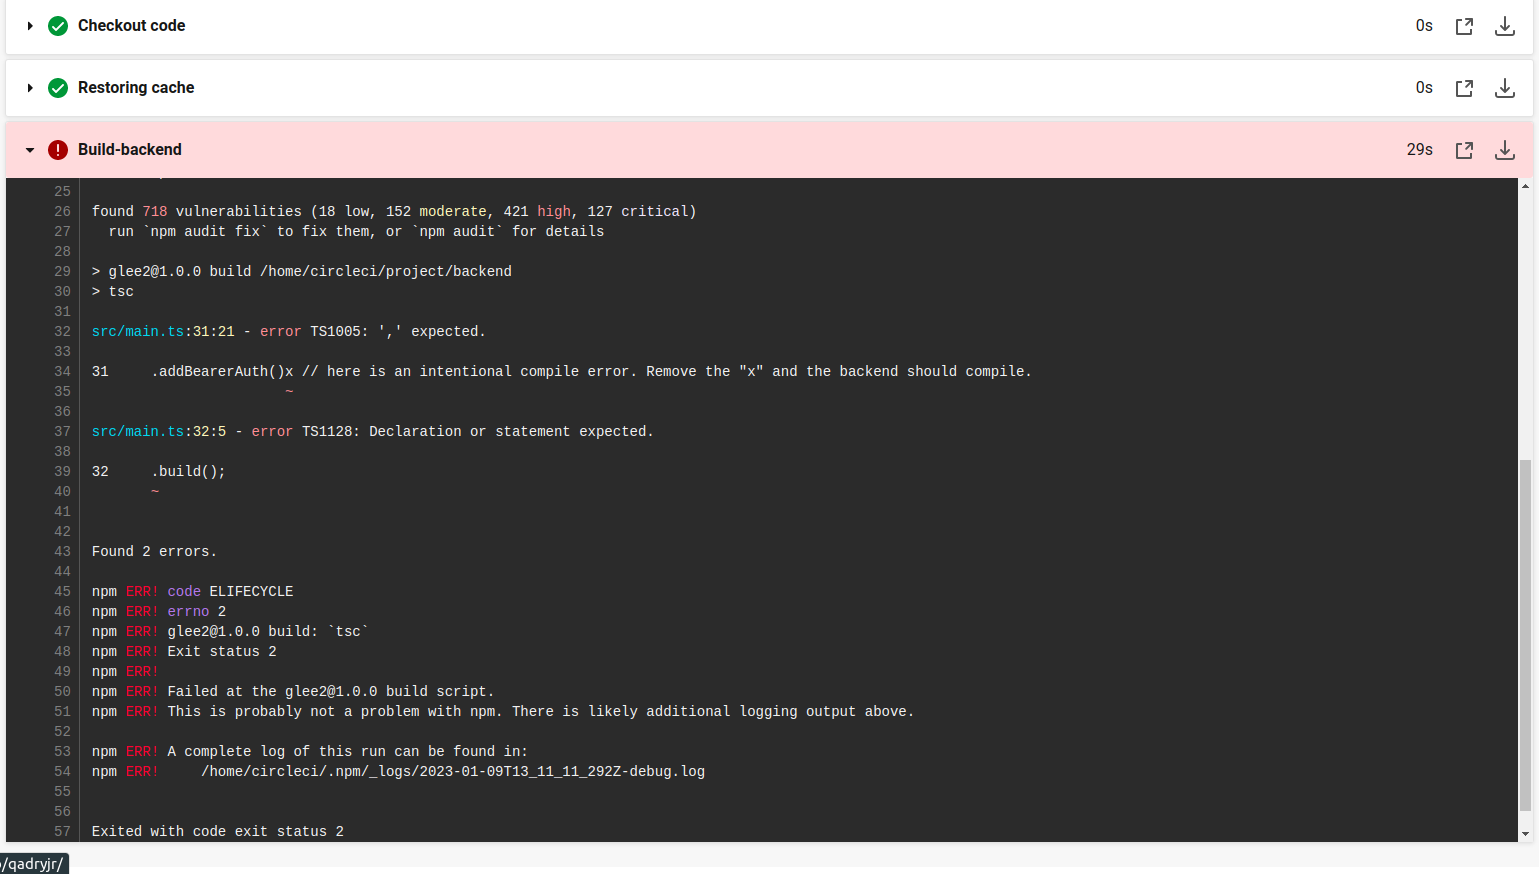 Checkout code 0s
Restoring cache 0s
Build-backend 29s
25
26 found 718 vulnerabilities (18 low, 152 moderate, 421 high, 127 critical)
27   run `npm audit fix` to fix them, or `npm audit` for details
28
29 > glee2@1.0.0 build /home/circleci/project/backend
30 > tsc
31
32 src/main.ts:31:21 - error TS1005: ',' expected.
33
34 31     .addBearerAuth()x // here is an intentional compile error. Remove the "x" and the backend should compile.
35                        ~
36
37 src/main.ts:32:5 - error TS1128: Declaration or statement expected.
38
39 32     .build();
40        ~
41
42
43 Found 2 errors.
44
45 npm ERR! code ELIFECYCLE
46 npm ERR! errno 2
47 npm ERR! glee2@1.0.0 build: `tsc`
48 npm ERR! Exit status 2
49 npm ERR!
50 npm ERR! Failed at the glee2@1.0.0 build script.
51 npm ERR! This is probably not a problem with npm. There is likely additional logging output above.
52
53 npm ERR! A complete log of this run can be found in:
54 npm ERR!     /home/circleci/.npm/_logs/2023-01-09T13_11_11_292Z-debug.log
55
56
57 Exited with code exit status 2
/qadryjr/